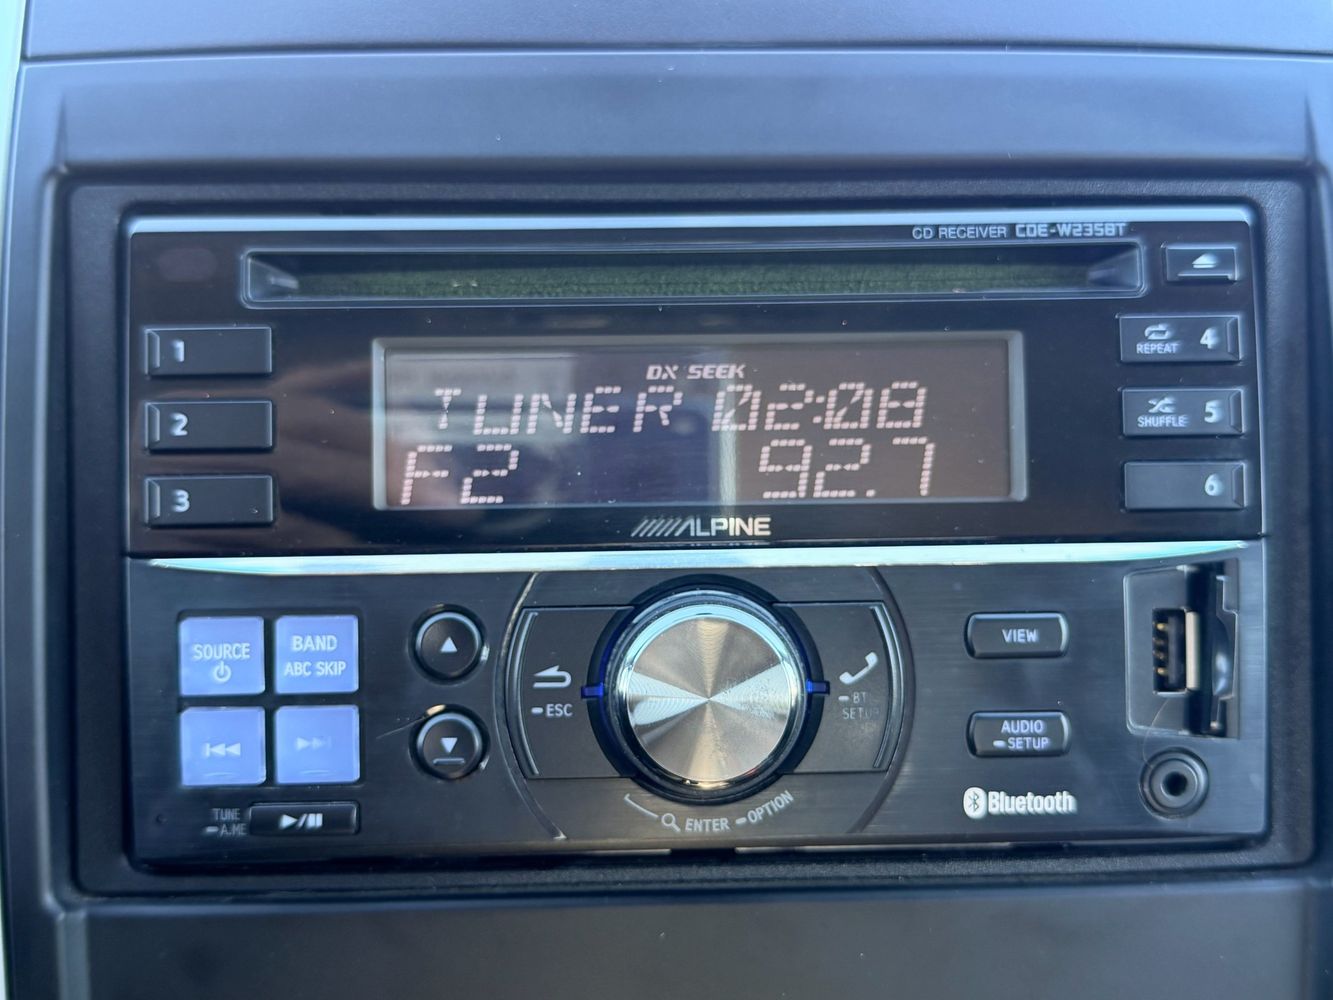 CD RECEIVER CDE-W235BT
1
2
3
DX SEEK
TUNER 02:08
F2 92.7
ALPINE
REPEAT 4
SHUFFLE 5
6
SOURCE
BAND
ABC SKIP
TUNE
A.ME
ESC
ENTER OPTION
BT
SETUP
VIEW
AUDIO
SETUP
Bluetooth